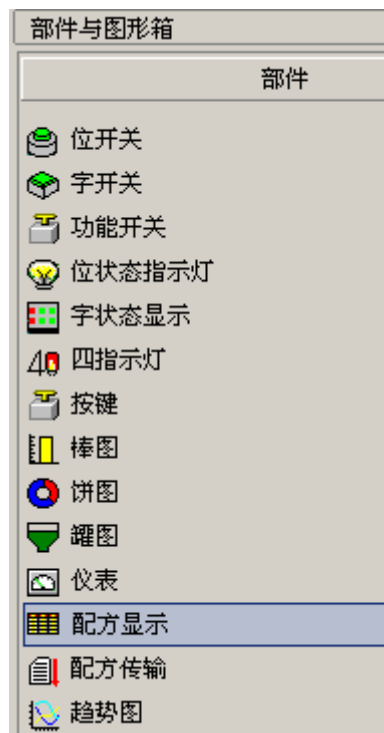 部件与图形箱
部件
位开关
字开关
功能开关
位状态指示灯
字状态显示
四指示灯
按键
棒图
饼图
罐图
仪表
配方显示
配方传输
趋势图